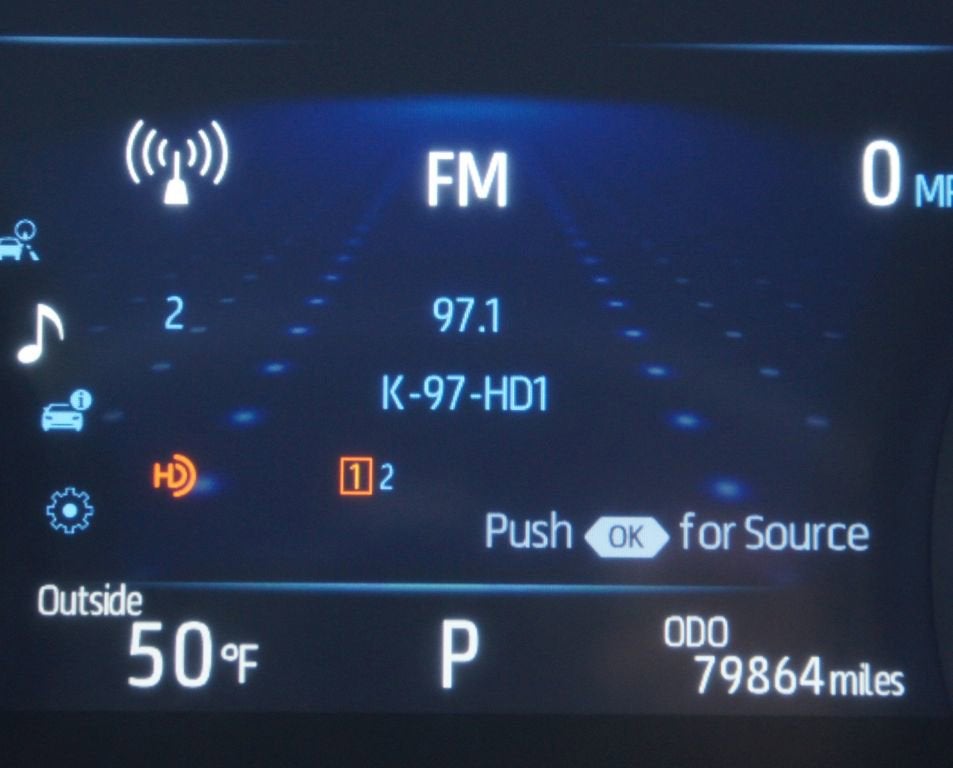 FM
0 MP
2 97.1
K-97-HD1
HD 1 2
Push OK for Source
Outside
50°F
P
ODO
79864 miles